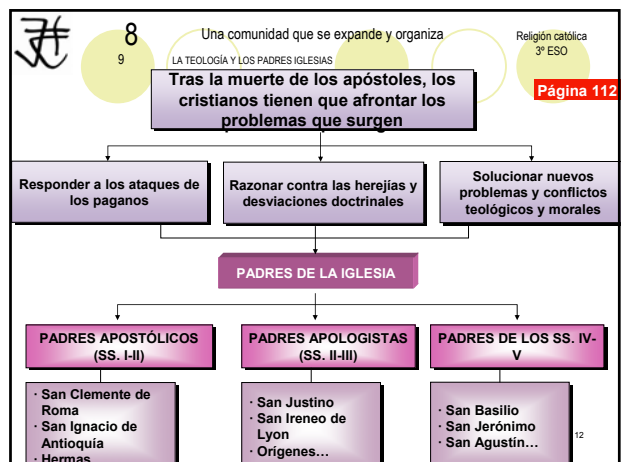 8
Una comunidad que se expande y organiza
Religión católica
3º ESO
9
LA TEOLOGÍA Y LOS PADRES IGLESIAS
Página 112
Tras la muerte de los apóstoles, los
cristianos tienen que afrontar los
problemas que surgen
Responder a los ataques de
los paganos
Razonar contra las herejías y
desviaciones doctrinales
Solucionar nuevos
problemas y conflictos
teológicos y morales
PADRES DE LA IGLESIA
PADRES APOSTÓLICOS
(SS. I-II)
PADRES APOLOGISTAS
(SS. II-III)
PADRES DE LOS SS. IV-
V
· San Clemente de
Roma
· San Ignacio de
Antioquía
· Hermas
· San Justino
· San Ireneo de
Lyon
· Orígenes…
· San Basilio
· San Jerónimo
· San Agustín…
12